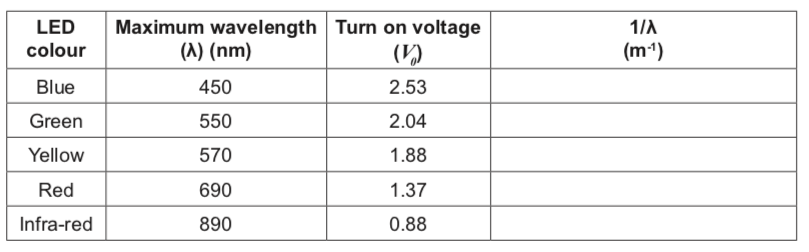 LED colour Maximum wavelength (λ) (nm) Turn on voltage (V₀) 1/λ (m⁻¹)
Blue 450 2.53
Green 550 2.04
Yellow 570 1.88
Red 690 1.37
Infra-red 890 0.88